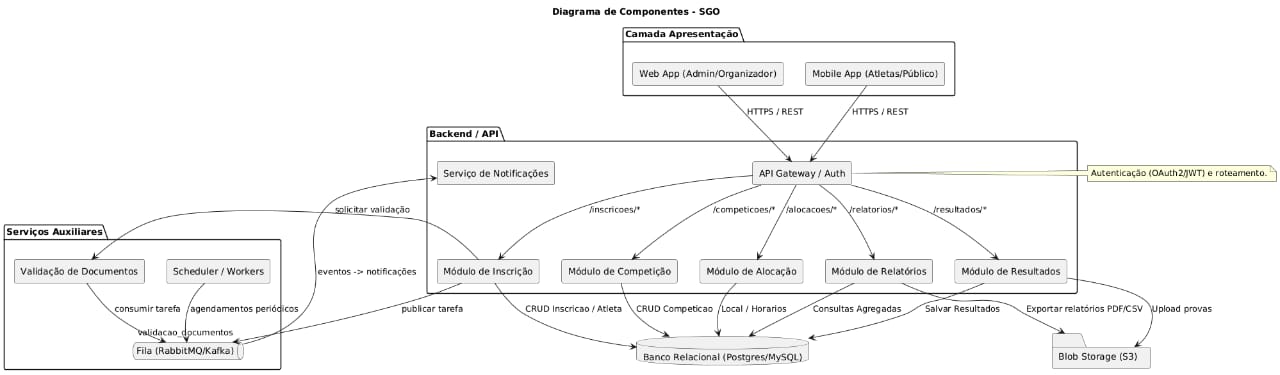 Diagrama de Componentes - SGO
Camada Apresentação
Web App (Admin/Organizador)
Mobile App (Atletas/Público)
HTTPS / REST
HTTPS / REST
Backend / API
Serviço de Notificações
API Gateway / Auth
Autenticação (OAuth2/JWT) e roteamento.
solicitar validação
/inscricoes/*
/competicoes/*
/alocacoes/*
/relatorios/*
/resultados/*
Serviços Auxiliares
Validação de Documentos
Scheduler / Workers
eventos -> notificações
Módulo de Inscrição
Módulo de Competição
Módulo de Alocação
Módulo de Relatórios
Módulo de Resultados
consumir tarefa
agendamentos periódicos
publicar tarefa
CRUD Inscricao / Atleta
CRUD Competicao
Local / Horarios
Consultas Agregadas
Salvar Resultados
Exportar relatórios PDF/CSV
Upload provas
validacao_documentos
Fila (RabbitMQ/Kafka)
Banco Relacional (Postgres/MySQL)
Blob Storage (S3)